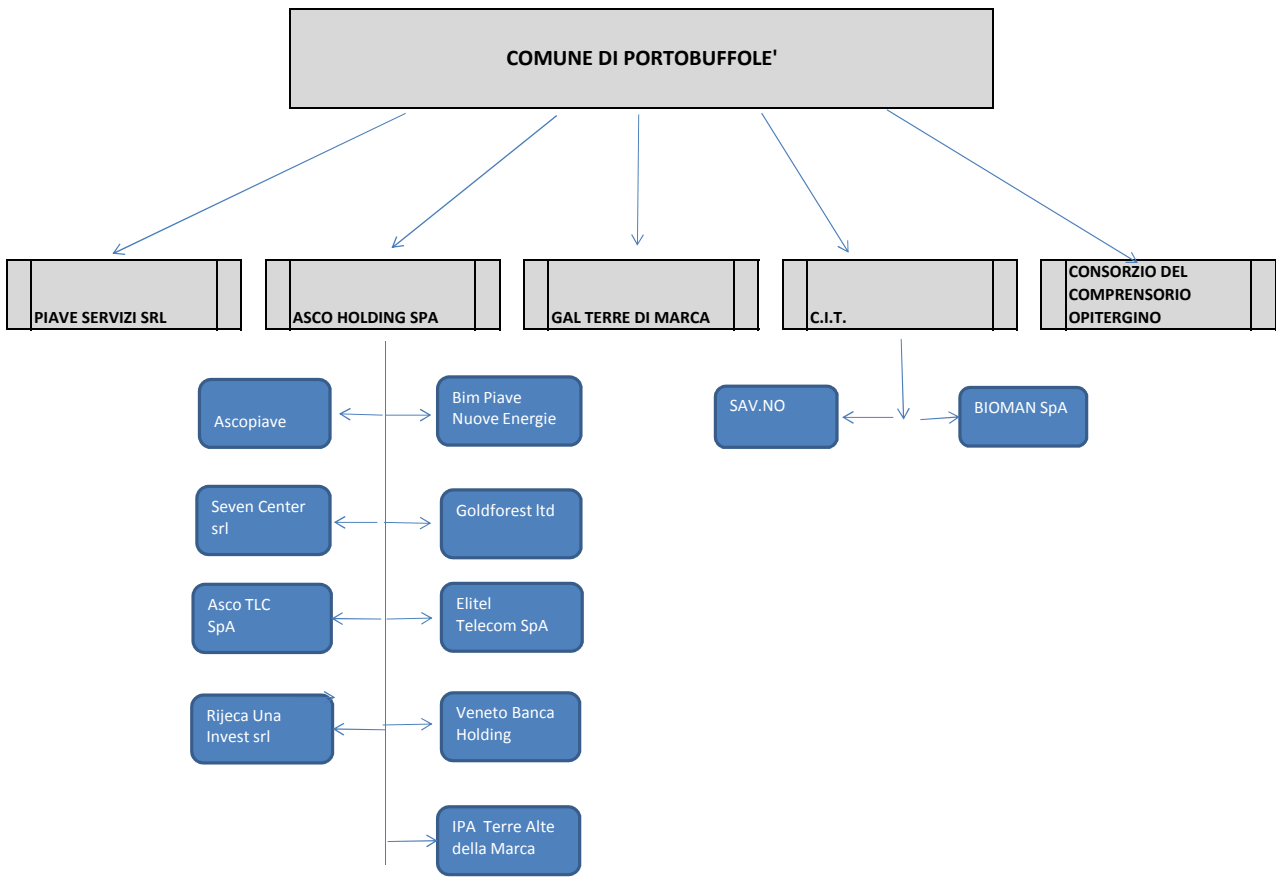 COMUNE DI PORTOBUFFOLE'
PIAVE SERVIZI SRL
ASCO HOLDING SPA
GAL TERRE DI MARCA
C.I.T.
CONSORZIO DEL
COMPRENSORIO
OPITERGINO
Ascopiave
Bim Piave
Nuove Energie
SAV.NO
BIOMAN SpA
Seven Center
srl
Goldforest ltd
Asco TLC
SpA
Elitel
Telecom SpA
Rijeca Una
Invest srl
Veneto Banca
Holding
IPA Terre Alte
della Marca